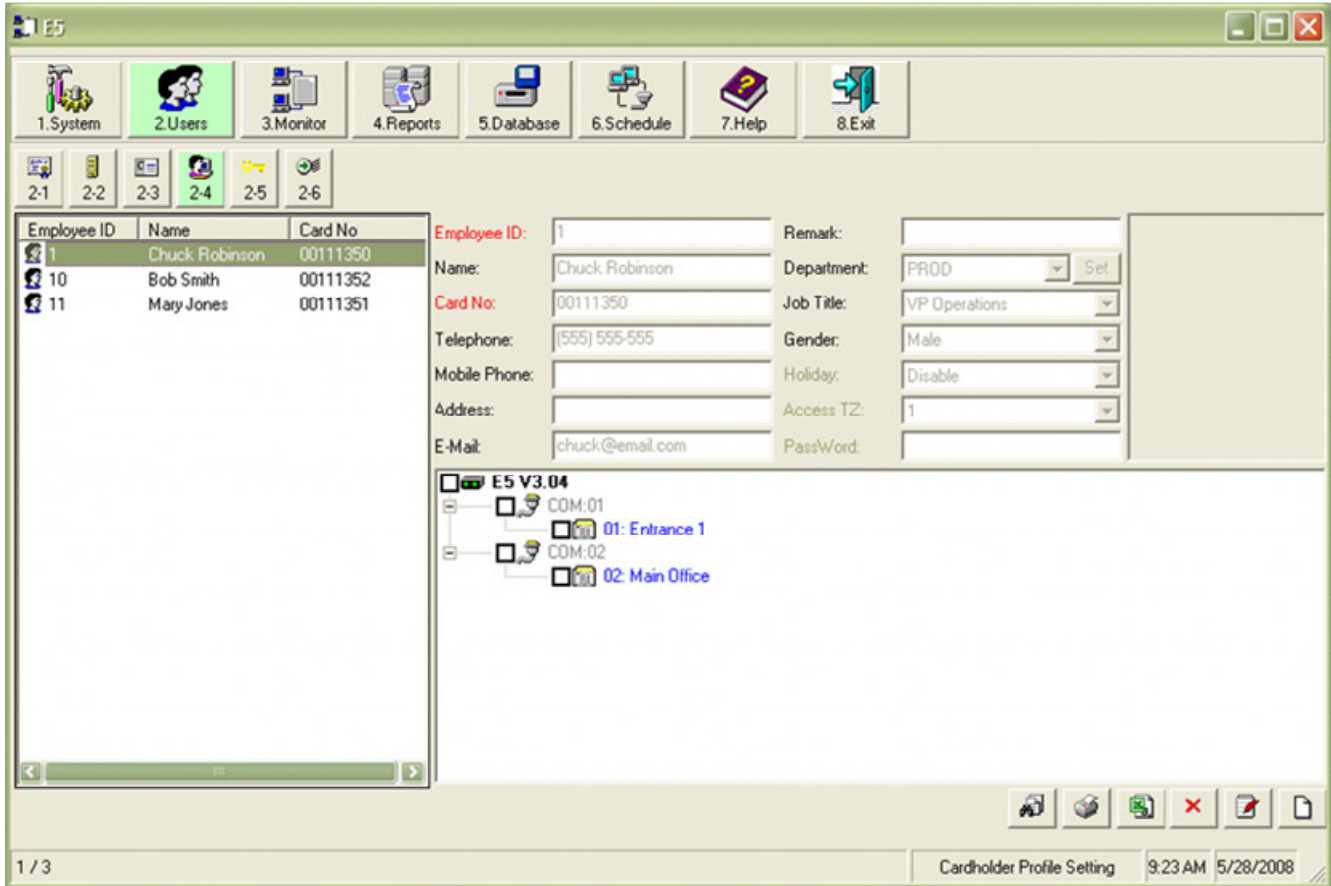 E5
1.System 2.Users 3.Monitor 4.Reports 5.Database 6.Schedule 7.Help 8.Exit
2-1 2-2 2-3 2-4 2-5 2-6
Employee ID Name Card No
1 Chuck Robinson 00111350
10 Bob Smith 00111352
11 Mary Jones 00111351
Employee ID: 1 Remark:
Name: Chuck Robinson Department: PROD Set
Card No: 00111350 Job Title: VP Operations
Telephone: (555) 555-555 Gender: Male
Mobile Phone: Holiday: Disable
Address: Access TZ: 1
E-Mail: chuck@email.com PassWord:
E5 V3.04
COM:01
01: Entrance 1
COM:02
02: Main Office
1 / 3 Cardholder Profile Setting 9:23 AM 5/28/2008